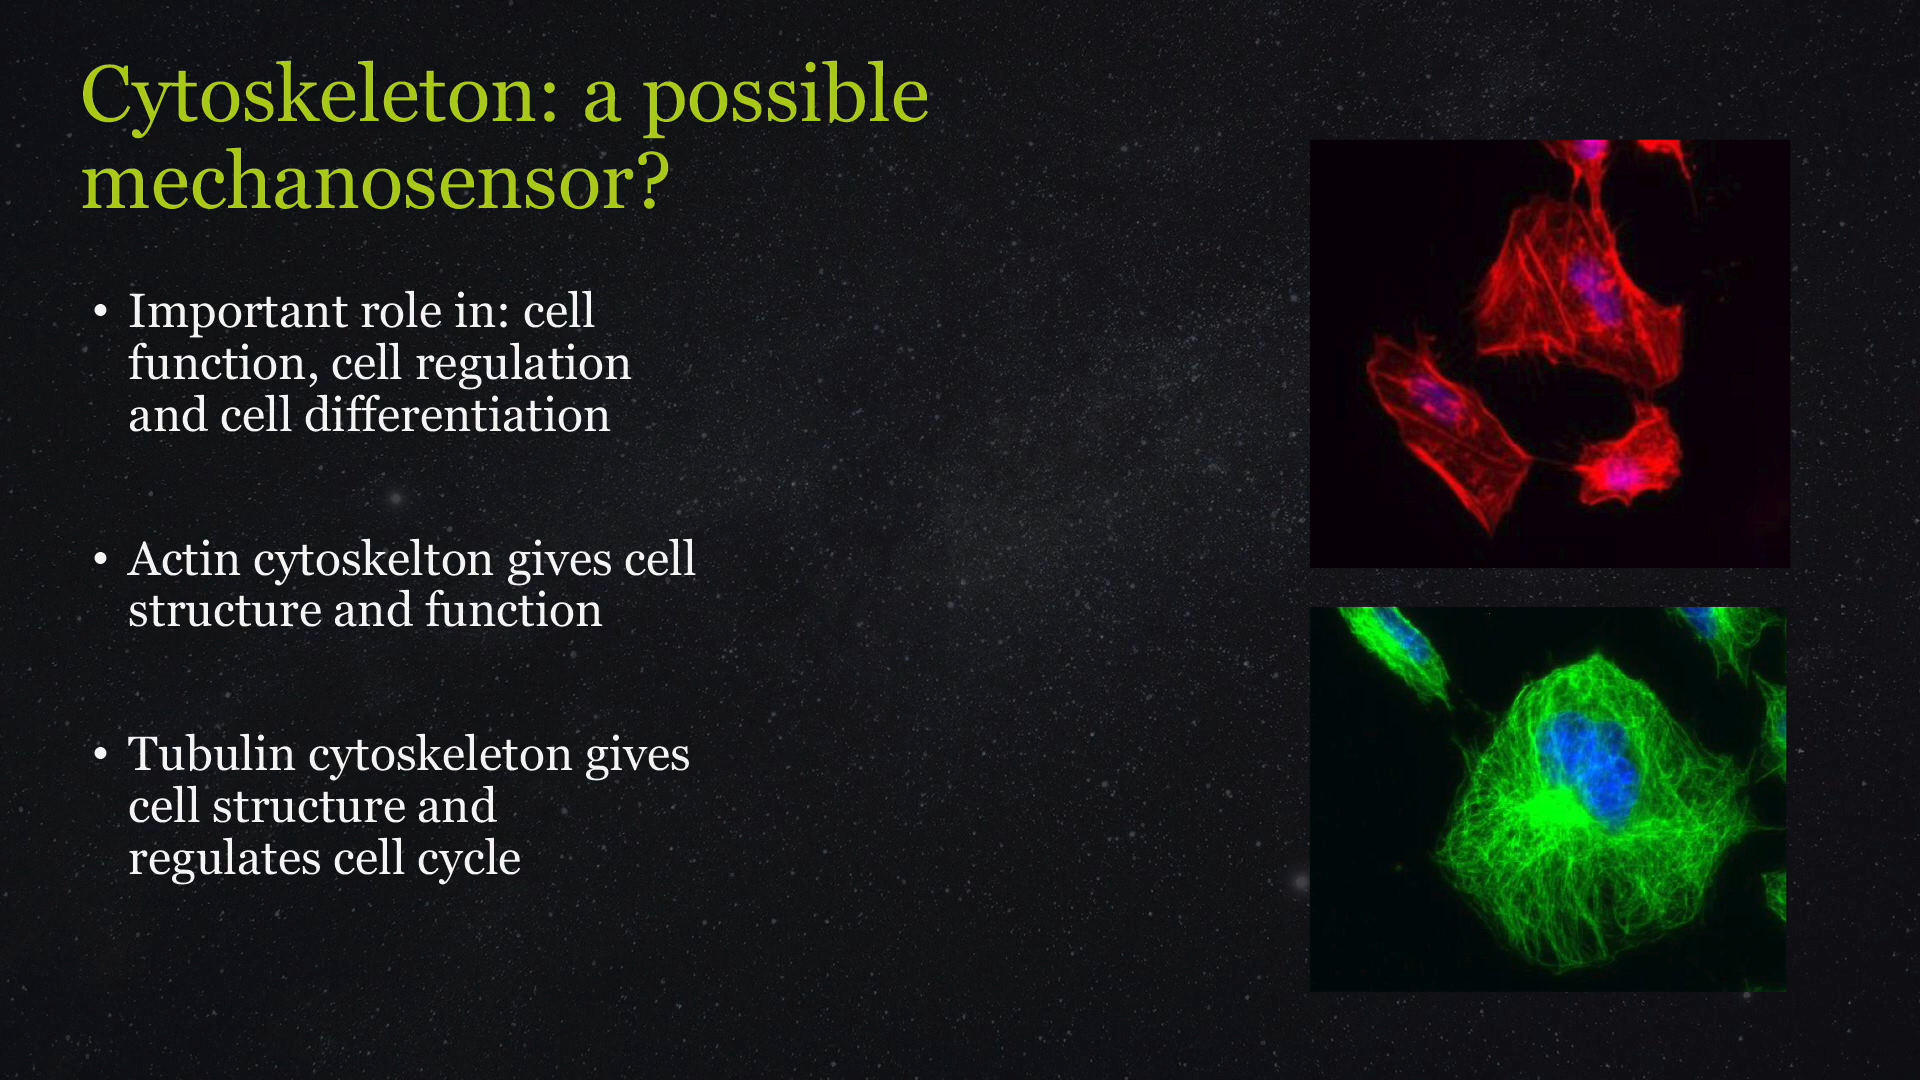 Cytoskeleton: a possible
mechanosensor?
• Important role in: cell
function, cell regulation
and cell differentiation
• Actin cytoskelton gives cell
structure and function
• Tubulin cytoskeleton gives
cell structure and
regulates cell cycle